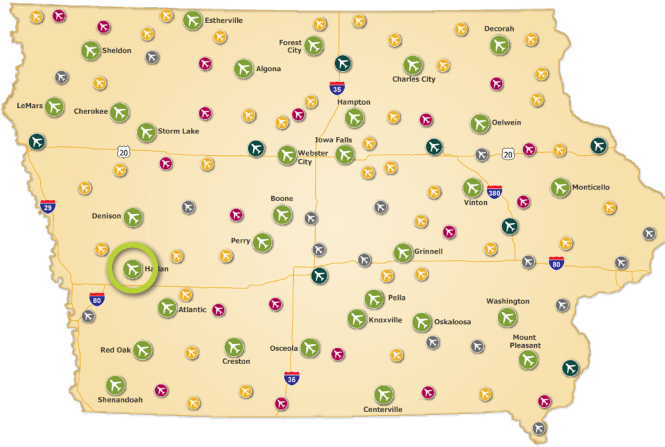 Estherville
Decorah
Forest
City
Sheldon
Algona
Charles City
35
LeMars
Cherokee
Hampton
Oelwein
Storm Lake
Iowa Falls
20
Webster
City
20
Monticello
Vinton
380
29
Denison
Boone
Perry
Grinnell
80
Harlan
80
Atlantic
Pella
Washington
Knoxville
Oskaloosa
Red Oak
Creston
Osceola
Mount
Pleasant
35
Shenandoah
Centerville